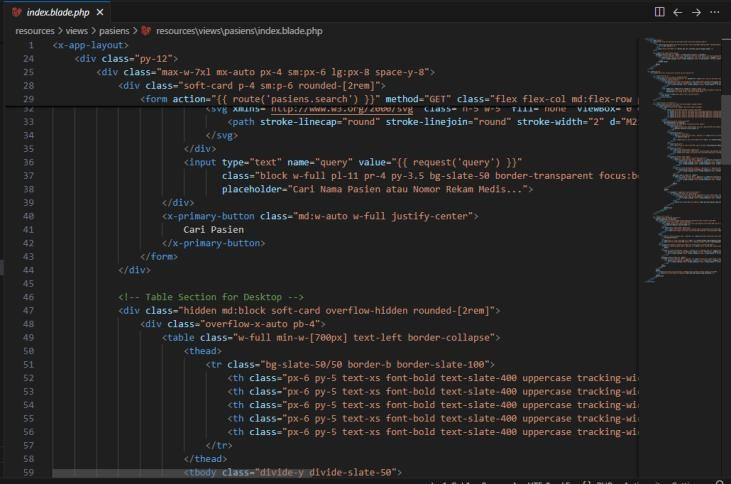 index.blade.php ×
resources > views > pasiens > resources\views\pasiens\index.blade.php
1 <x-app-layout>
24 <div class="py-12">
25 <div class="max-w-7xl mx-auto px-4 sm:px-6 lg:px-8 space-y-8">
28 <div class="soft-card p-4 sm:p-6 rounded-[2rem]">
29 <form action="{{ route('pasiens.search') }}" method="GET" class="flex flex-col md:flex-row
32 <svg xmlns="http://www.w3.org/2000/svg" class="h-5 w-5" fill="none" viewBox="0
33 <path stroke-linecap="round" stroke-linejoin="round" stroke-width="2" d="M2
34 </svg>
35 </div>
36 <input type="text" name="query" value="{{ request('query') }}"
37 class="block w-full pl-11 pr-4 py-3.5 bg-slate-50 border-transparent focus:b
38 placeholder="Cari Nama Pasien atau Nomor Rekam Medis...">
39 </div>
40 <x-primary-button class="md:w-auto w-full justify-center">
41 Cari Pasien
42 </x-primary-button>
43 </form>
44 </div>
45
46 <!-- Table Section for Desktop -->
47 <div class="hidden md:block soft-card overflow-hidden rounded-[2rem]">
48 <div class="overflow-x-auto pb-4">
49 <table class="w-full min-w-[700px] text-left border-collapse">
50 <thead>
51 <tr class="bg-slate-50/50 border-b border-slate-100">
52 <th class="px-6 py-5 text-xs font-bold text-slate-400 uppercase tracking-wi
53 <th class="px-6 py-5 text-xs font-bold text-slate-400 uppercase tracking-wi
54 <th class="px-6 py-5 text-xs font-bold text-slate-400 uppercase tracking-wi
55 <th class="px-6 py-5 text-xs font-bold text-slate-400 uppercase tracking-wi
56 <th class="px-6 py-5 text-xs font-bold text-slate-400 uppercase tracking-wi
57 </tr>
58 </thead>
59 <tbody class="divide-y divide-slate-50">